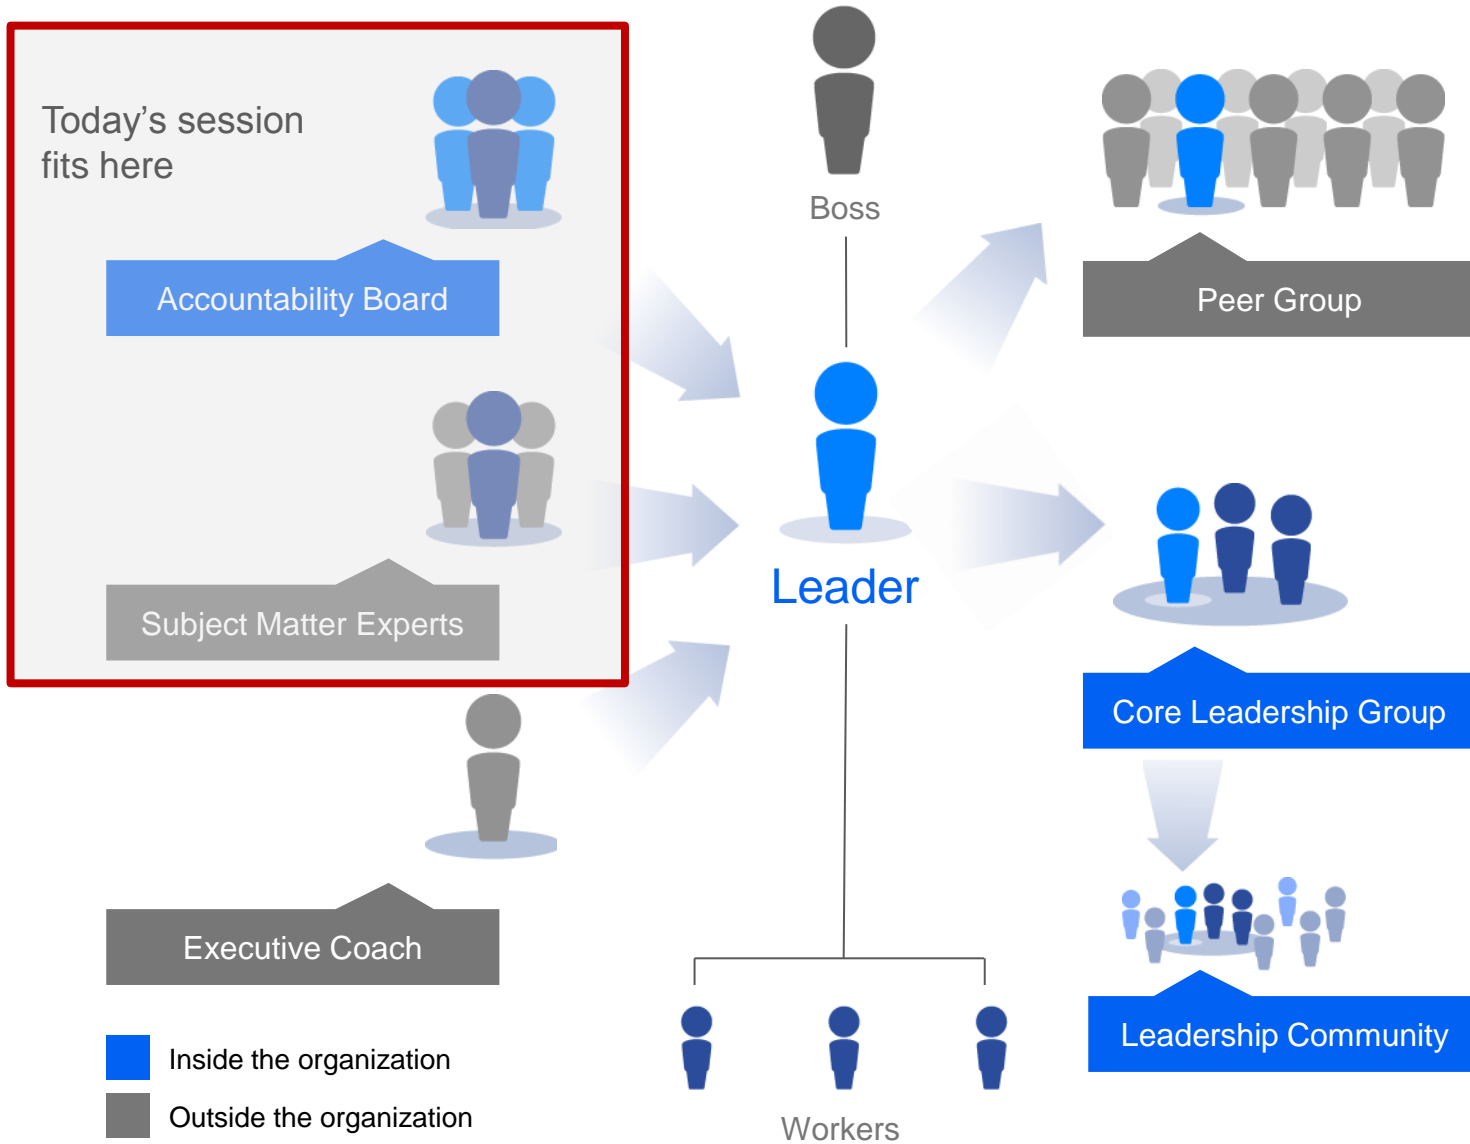 Today’s session
fits here
Accountability Board
Subject Matter Experts
Executive Coach
Inside the organization
Outside the organization
Boss
Leader
Workers
Peer Group
Core Leadership Group
Leadership Community